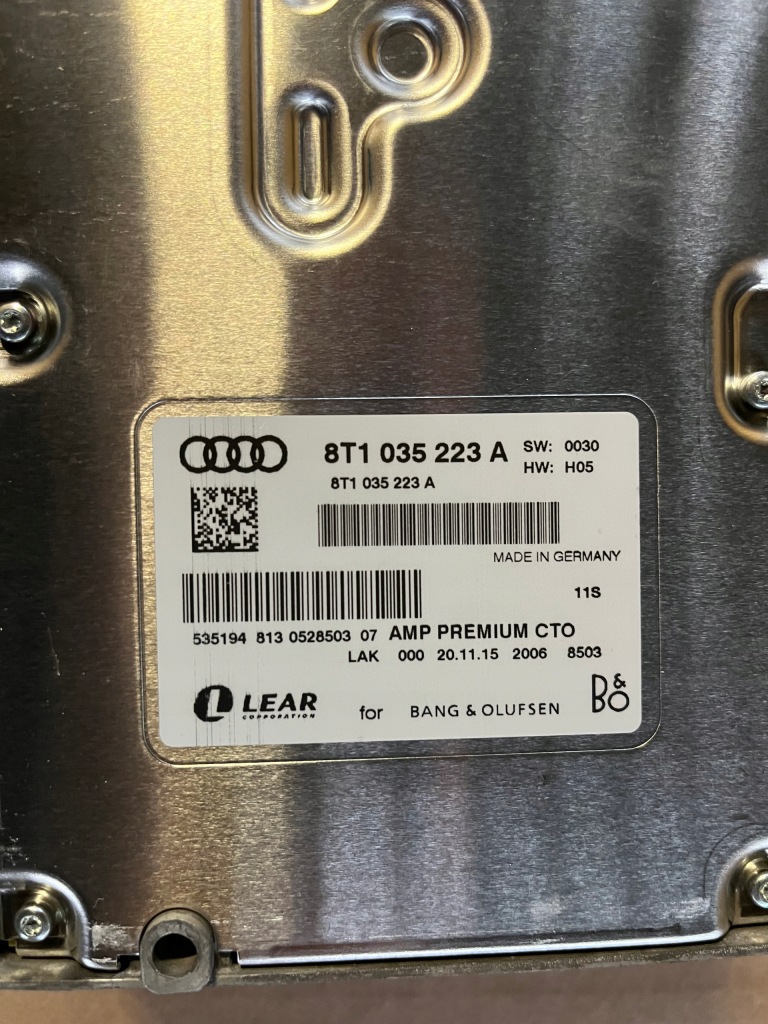 8T1 035 223 A SW: 0030
HW: H05
8T1 035 223 A
MADE IN GERMANY
11S
535194 813 0528503 07 AMP PREMIUM CTO
LAK 000 20.11.15 2006 8503
L LEAR CORPORATION for BANG & OLUFSEN B&O